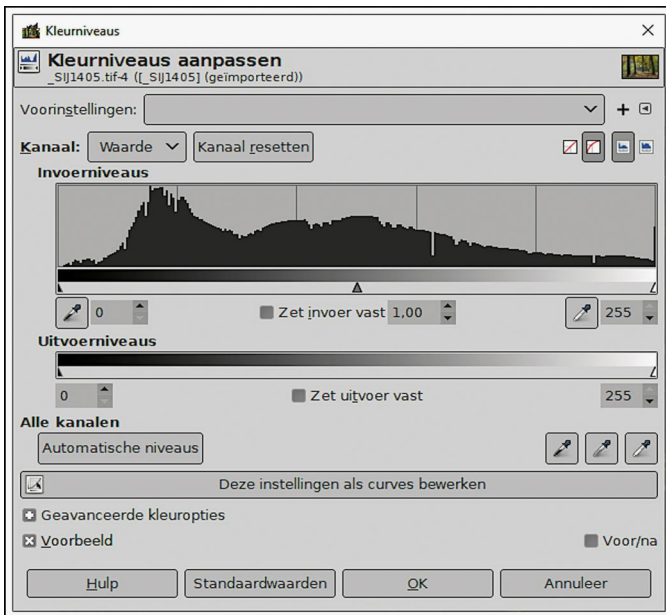 Kleurniveaus
Kleurniveaus aanpassen
_SIJ1405.tif-4 ([_SIJ1405] (geïmporteerd))
Voorinstellingen:
Kanaal: Waarde Kanaal resetten
Invoerniveaus
0 Zet invoer vast 1,00 255
Uitvoerniveaus
0 Zet uitvoer vast 255
Alle kanalen
Automatische niveaus
Deze instellingen als curves bewerken
Geavanceerde kleuropties
Voorbeeld Voor/na
Hulp Standaardwaarden OK Annuleer